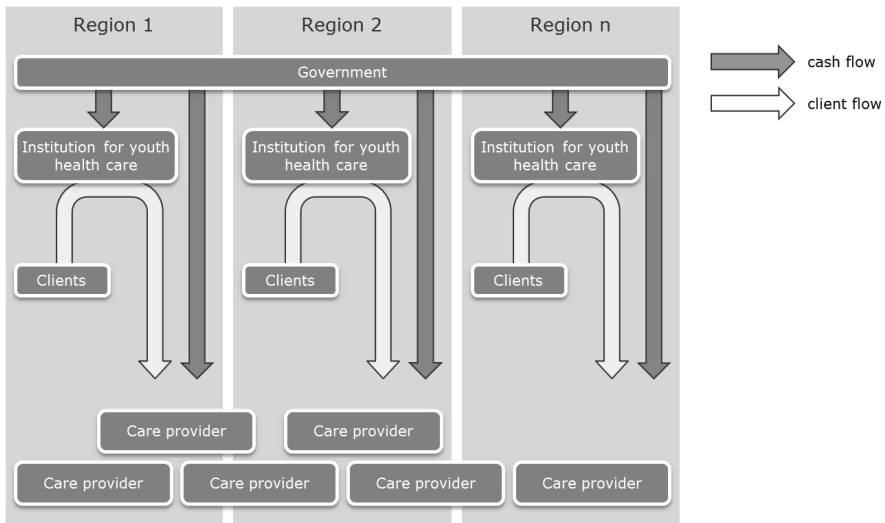 Region 1
Region 2
Region n
Government
cash flow
client flow
Institution for youth
health care
Institution for youth
health care
Institution for youth
health care
Clients
Clients
Clients
Care provider
Care provider
Care provider
Care provider
Care provider
Care provider